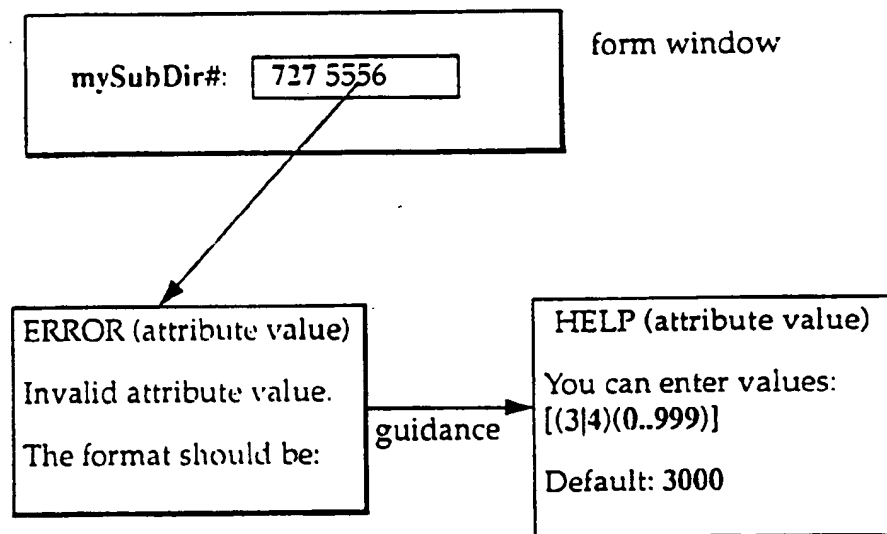 form window
mySubDir#: 727 5556
ERROR (attribute value)
Invalid attribute value.
The format should be:
guidance
HELP (attribute value)
You can enter values:
[(3|4)(0..999)]
Default: 3000